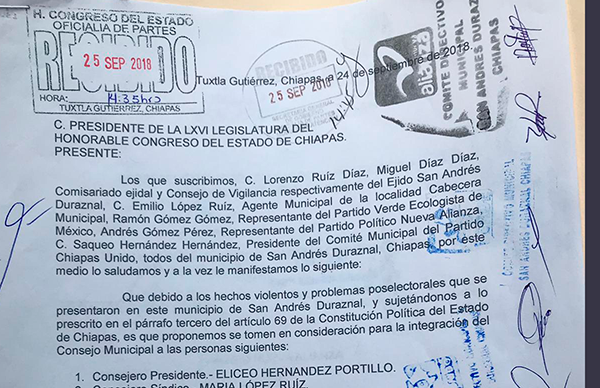 H. CONGRESO DEL ESTADO
OFICIALIA DE PARTES
RECIBIDO
25 SEP 2018
HORA: 14:35 hrs
TUXTLA GUTIERREZ, CHIAPAS
RECIBIDO
25 SEP 2018
alianza
COMITÉ DIRECTIVO
MUNICIPAL
SAN ANDRES DURAZNAL
CHIAPAS
Tuxtla Gutiérrez, Chiapas, a 24 de septiembre de 2018.
C. PRESIDENTE DE LA LXVI LEGISLATURA DEL
HONORABLE CONGRESO DEL ESTADO DE CHIAPAS.
PRESENTE:
Los que suscribimos, C. Lorenzo Ruíz Díaz, Miguel Díaz Díaz,
Comisariado ejidal y Consejo de Vigilancia respectivamente del Ejido San Andrés
Duraznal, C. Emilio López Ruíz, Agente Municipal de la localidad Cabecera
Municipal, Ramón Gómez Gómez, Representante del Partido Verde Ecologista de
México, Andrés Gómez Pérez, Representante del Partido Político Nueva Alianza,
C. Saqueo Hernández Hernández, Presidente del Comité Municipal del Partido
Chiapas Unido, todos del municipio de San Andrés Duraznal, Chiapas, por éste
medio lo saludamos y a la vez le manifestamos lo siguiente:
Que debido a los hechos violentos y problemas poselectorales que se
presentaron en este municipio de San Andrés Duraznal, y sujetándonos a lo
prescrito en el párrafo tercero del artículo 69 de la Constitución Política del Estado
de Chiapas, es que proponemos se tomen en consideración para la integración del
Consejo Municipal a las personas siguientes:
1. Consejero Presidente.- ELICEO HERNANDEZ PORTILLO.
MARIA LÓPEZ RUÍZ.